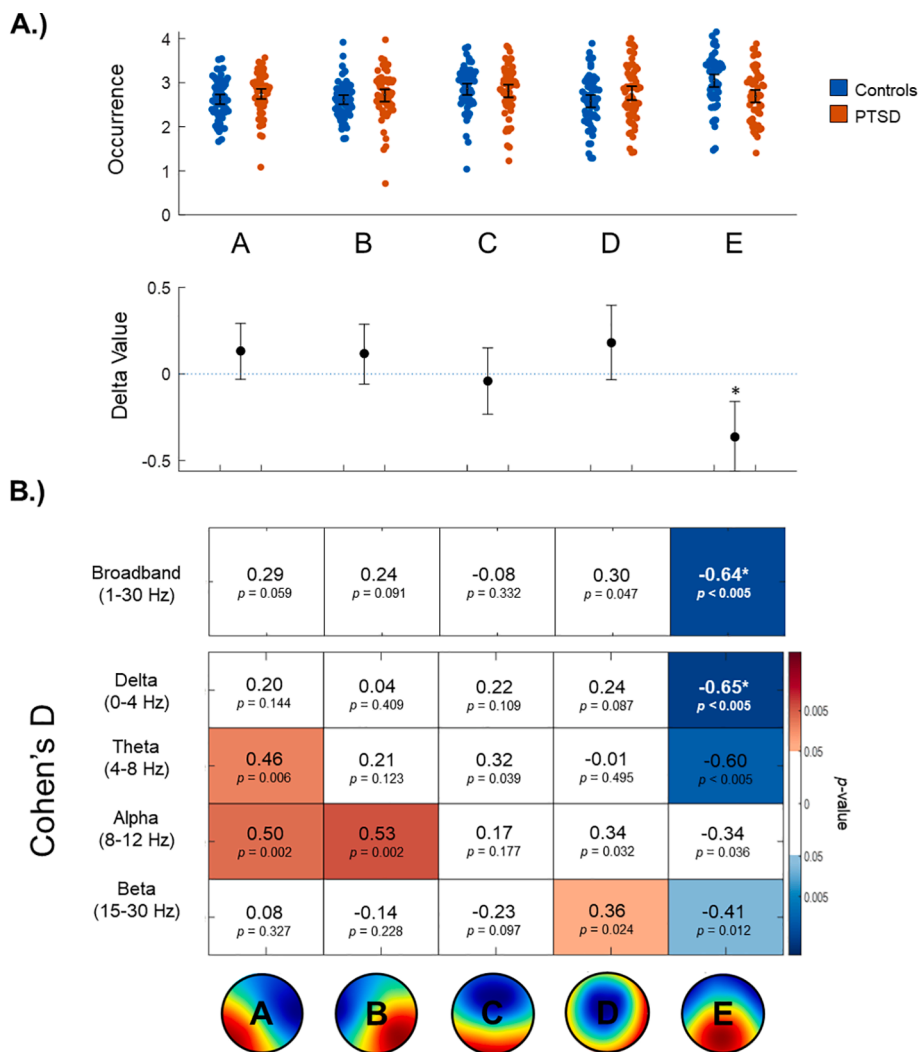 A.)
Occurrence
4
3
2
1
0
Controls
PTSD
A B C D E
Delta Value
0.5
0
-0.5
*
B.)
Cohen's D
Broadband
(1-30 Hz)
0.29 0.24 -0.08 0.30 -0.64*
p = 0.059 p = 0.091 p = 0.332 p = 0.047 p < 0.005
Delta
(0-4 Hz)
0.20 0.04 0.22 0.24 -0.65*
p = 0.144 p = 0.409 p = 0.109 p = 0.087 p < 0.005
Theta
(4-8 Hz)
0.46 0.21 0.32 -0.01 -0.60
p = 0.006 p = 0.123 p = 0.039 p = 0.495 p < 0.005
Alpha
(8-12 Hz)
0.50 0.53 0.17 0.34 -0.34
p = 0.002 p = 0.002 p = 0.177 p = 0.032 p = 0.036
Beta
(15-30 Hz)
0.08 -0.14 -0.23 0.36 -0.41
p = 0.327 p = 0.228 p = 0.097 p = 0.024 p = 0.012
0.005
0.05
0
0.05
0.005
p-value
A B C D E